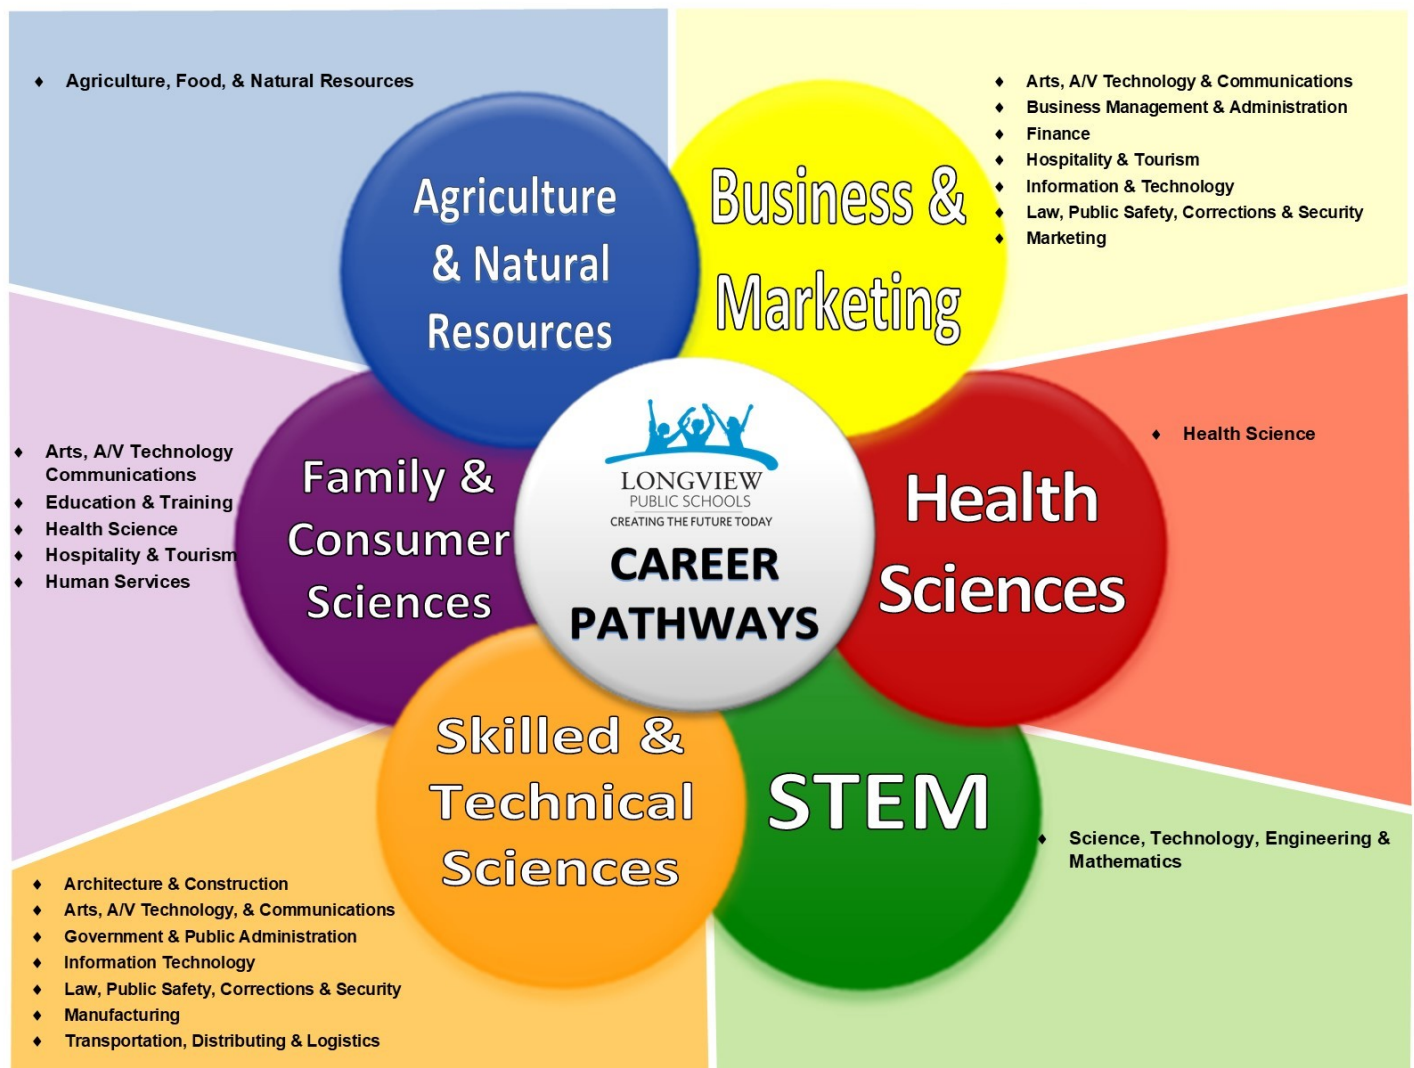 ♦ Agriculture, Food, & Natural Resources
Agriculture
& Natural
Resources
Business &
Marketing
♦ Arts, A/V Technology & Communications
♦ Business Management & Administration
♦ Finance
♦ Hospitality & Tourism
♦ Information & Technology
♦ Law, Public Safety, Corrections & Security
♦ Marketing
♦ Arts, A/V Technology
Communications
♦ Education & Training
♦ Health Science
♦ Hospitality & Tourism
♦ Human Services
Family &
Consumer
Sciences
LONGVIEW
PUBLIC SCHOOLS
CREATING THE FUTURE TODAY
CAREER
PATHWAYS
Health
Sciences
♦ Health Science
Skilled &
Technical
Sciences
♦ Architecture & Construction
♦ Arts, A/V Technology, & Communications
♦ Government & Public Administration
♦ Information Technology
♦ Law, Public Safety, Corrections & Security
♦ Manufacturing
♦ Transportation, Distributing & Logistics
STEM
♦ Science, Technology, Engineering &
Mathematics